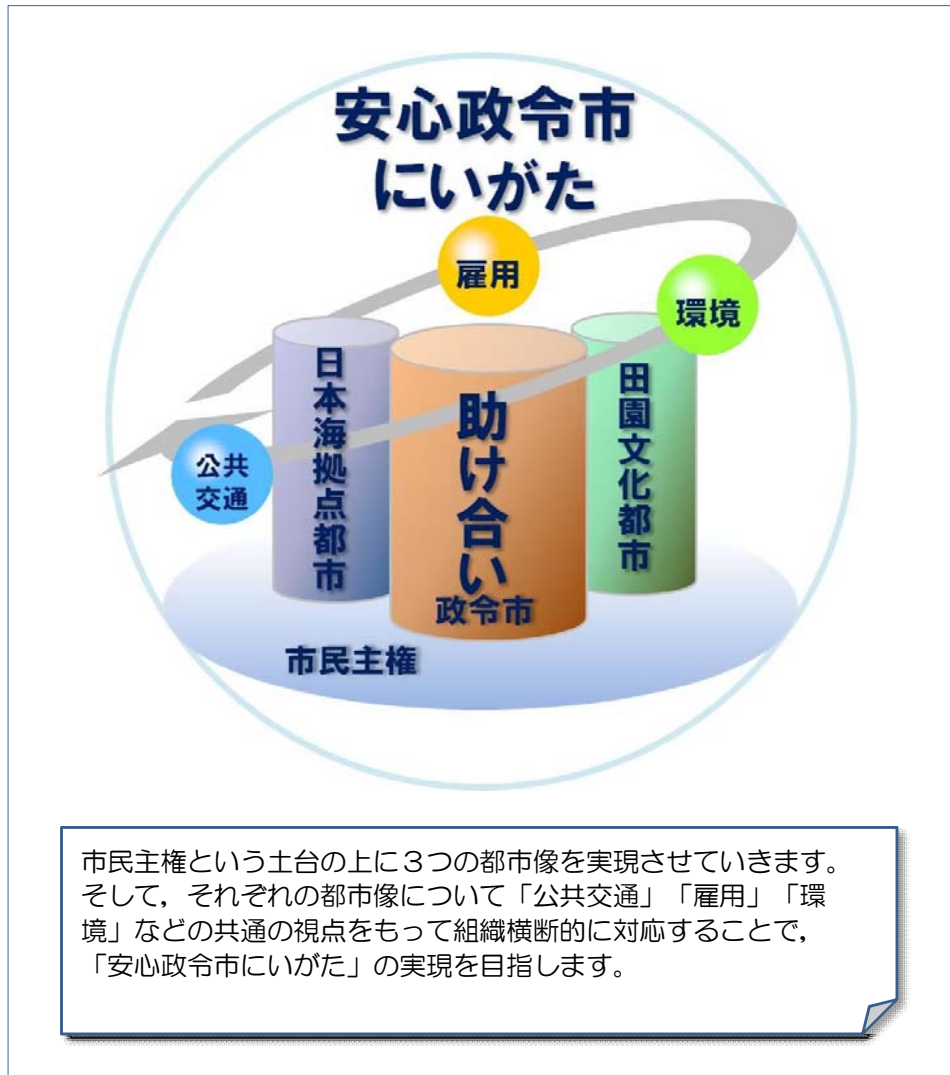 安心政令市
にいがた
雇用
環境
公共
交通
日本海拠点都市
助け合い
政令市
田園文化都市
市民主権
市民主権という土台の上に３つの都市像を実現させていきます。
そして，それぞれの都市像について「公共交通」「雇用」「環
境」などの共通の視点をもって組織横断的に対応することで，
「安心政令市にいがた」の実現を目指します。